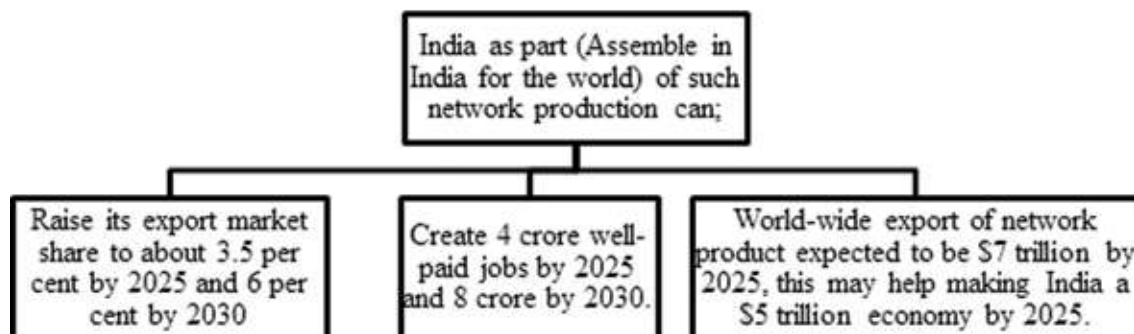 India as part (Assemble in
India for the world) of such
network production can;
Raise its export market
share to about 3.5 per
cent by 2025 and 6 per
cent by 2030
Create 4 crore well-
paid jobs by 2025
and 8 crore by 2030.
World-wide export of network
product expected to be $7 trillion by
2025, this may help making India a
$5 trillion economy by 2025.